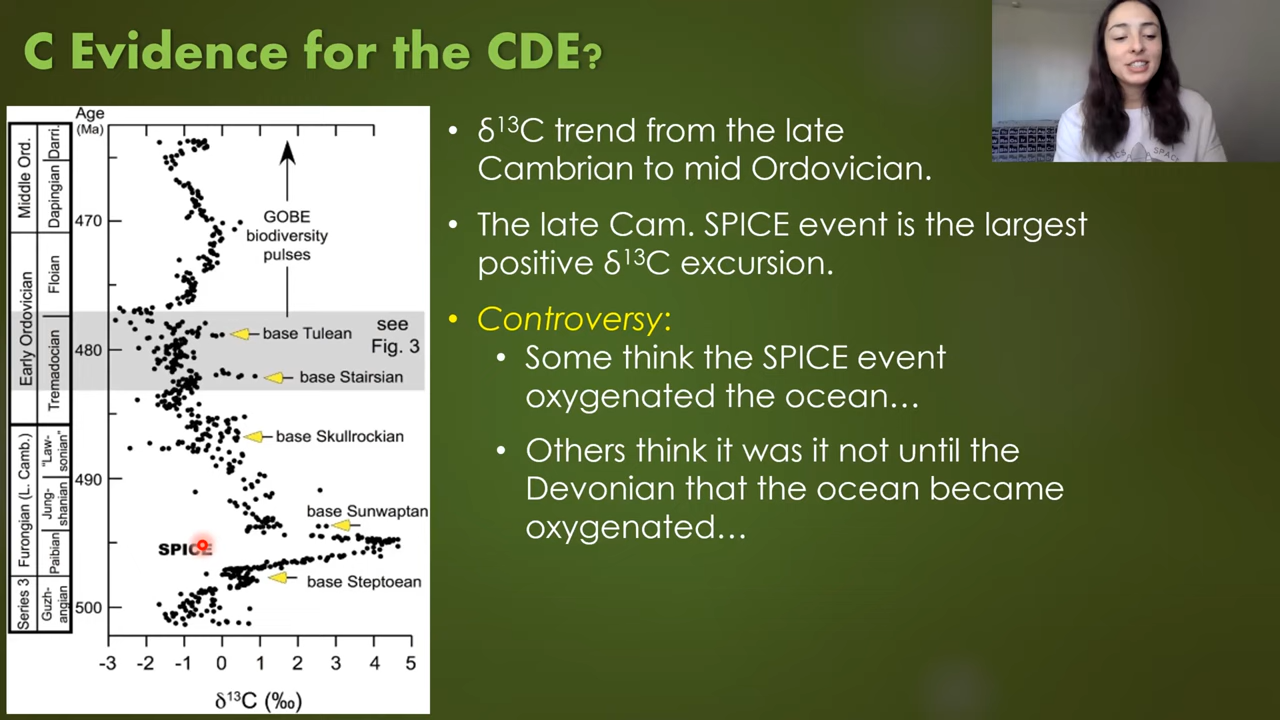 C Evidence for the CDE?
Age
(Ma)
Middle Ord.
Darri.
Dapingian
Early Ordovician
Floian
Tremadocian
Furongian (L. Camb.)
"Law-
sonian"
Jung-
shanian
Paibian
Series 3
Guzh-
angian
470
480
490
500
GOBE
biodiversity
pulses
base Tulean
see
Fig. 3
base Stairsian
base Skullrockian
base Sunwaptan
SPICE
base Steptoean
-3 -2 -1 0 1 2 3 4 5
δ¹³C (‰)
• δ¹³C trend from the late
Cambrian to mid Ordovician.
• The late Cam. SPICE event is the largest
positive δ¹³C excursion.
• Controversy:
• Some think the SPICE event
oxygenated the ocean…
• Others think it was it not until the
Devonian that the ocean became
oxygenated…